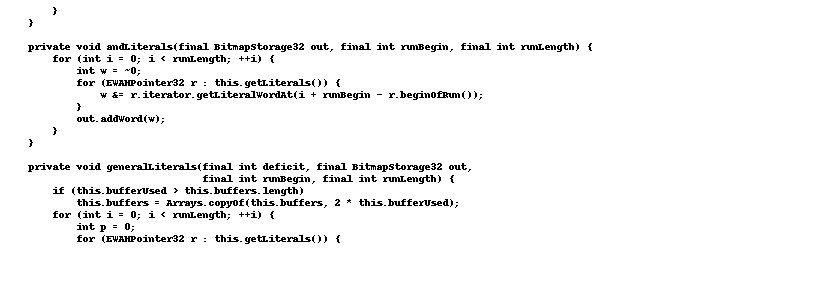 }
    }

    private void andLiterals(final BitmapStorage32 out, final int runBegin, final int runLength) {
        for (int i = 0; i < runLength; ++i) {
            int w = ~0;
            for (EWAHPointer32 r : this.getLiterals()) {
                w &= r.iterator.getLiteralWordAt(i + runBegin - r.beginOfRun());
            }
            out.addWord(w);
        }
    }

    private void generalLiterals(final int deficit, final BitmapStorage32 out,
                                 final int runBegin, final int runLength) {
        if (this.bufferUsed > this.buffers.length)
            this.buffers = Arrays.copyOf(this.buffers, 2 * this.bufferUsed);
        for (int i = 0; i < runLength; ++i) {
            int p = 0;
            for (EWAHPointer32 r : this.getLiterals()) {